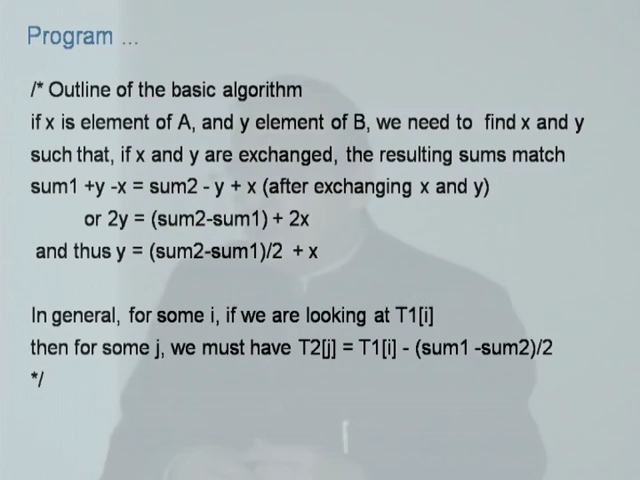 Program ...
/* Outline of the basic algorithm
if x is element of A, and y element of B, we need to find x and y
such that, if x and y are exchanged, the resulting sums match
sum1 +y -x = sum2 - y + x (after exchanging x and y)
or 2y = (sum2-sum1) + 2x
and thus y = (sum2-sum1)/2 + x
In general, for some i, if we are looking at T1[i]
then for some j, we must have T2[j] = T1[i] - (sum1 -sum2)/2
*/